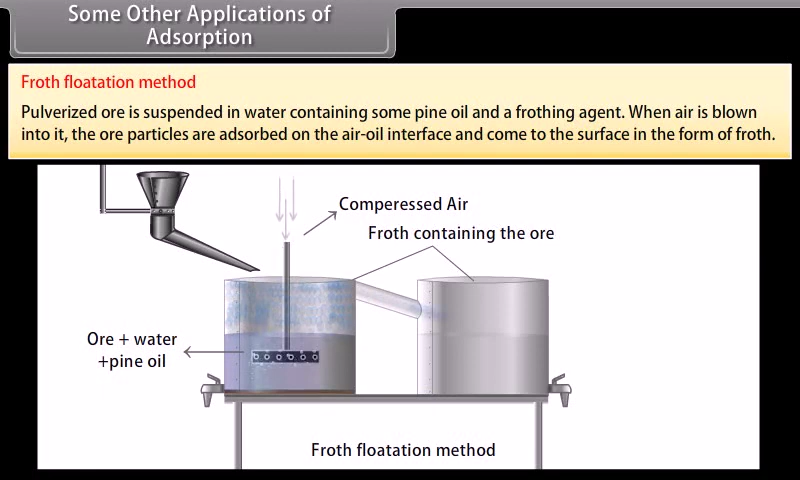 Some Other Applications of
Adsorption
Froth floatation method
Pulverized ore is suspended in water containing some pine oil and a frothing agent. When air is blown
into it, the ore particles are adsorbed on the air-oil interface and come to the surface in the form of froth.
Comperessed Air
Froth containing the ore
Ore + water
+pine oil
Froth floatation method